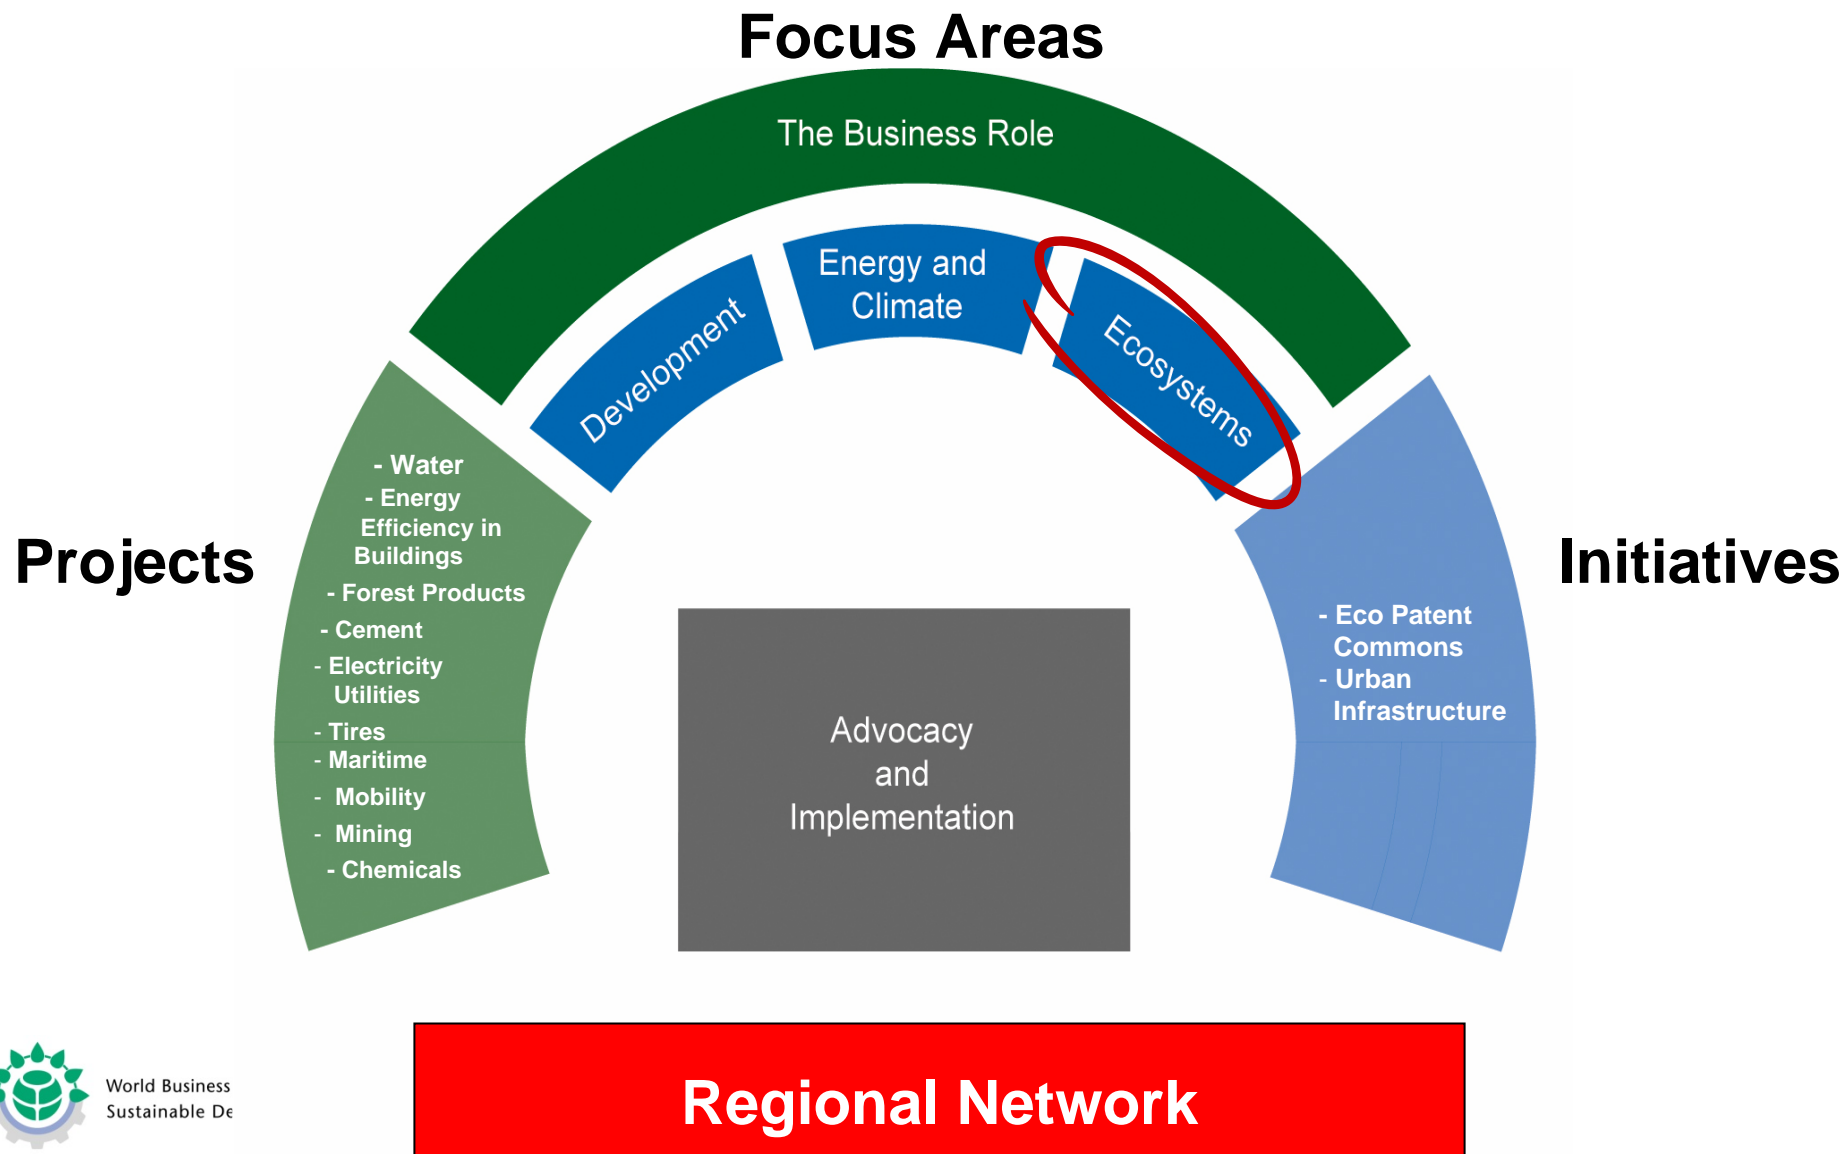 Focus Areas
The Business Role
Energy and
Climate
Development
Ecosystems
Projects
- Water
- Energy
Efficiency in
Buildings
- Forest Products
- Cement
- Electricity
Utilities
- Tires
- Maritime
- Mobility
- Mining
- Chemicals
Initiatives
- Eco Patent
Commons
- Urban
Infrastructure
Advocacy
and
Implementation
World Business
Sustainable De
Regional Network